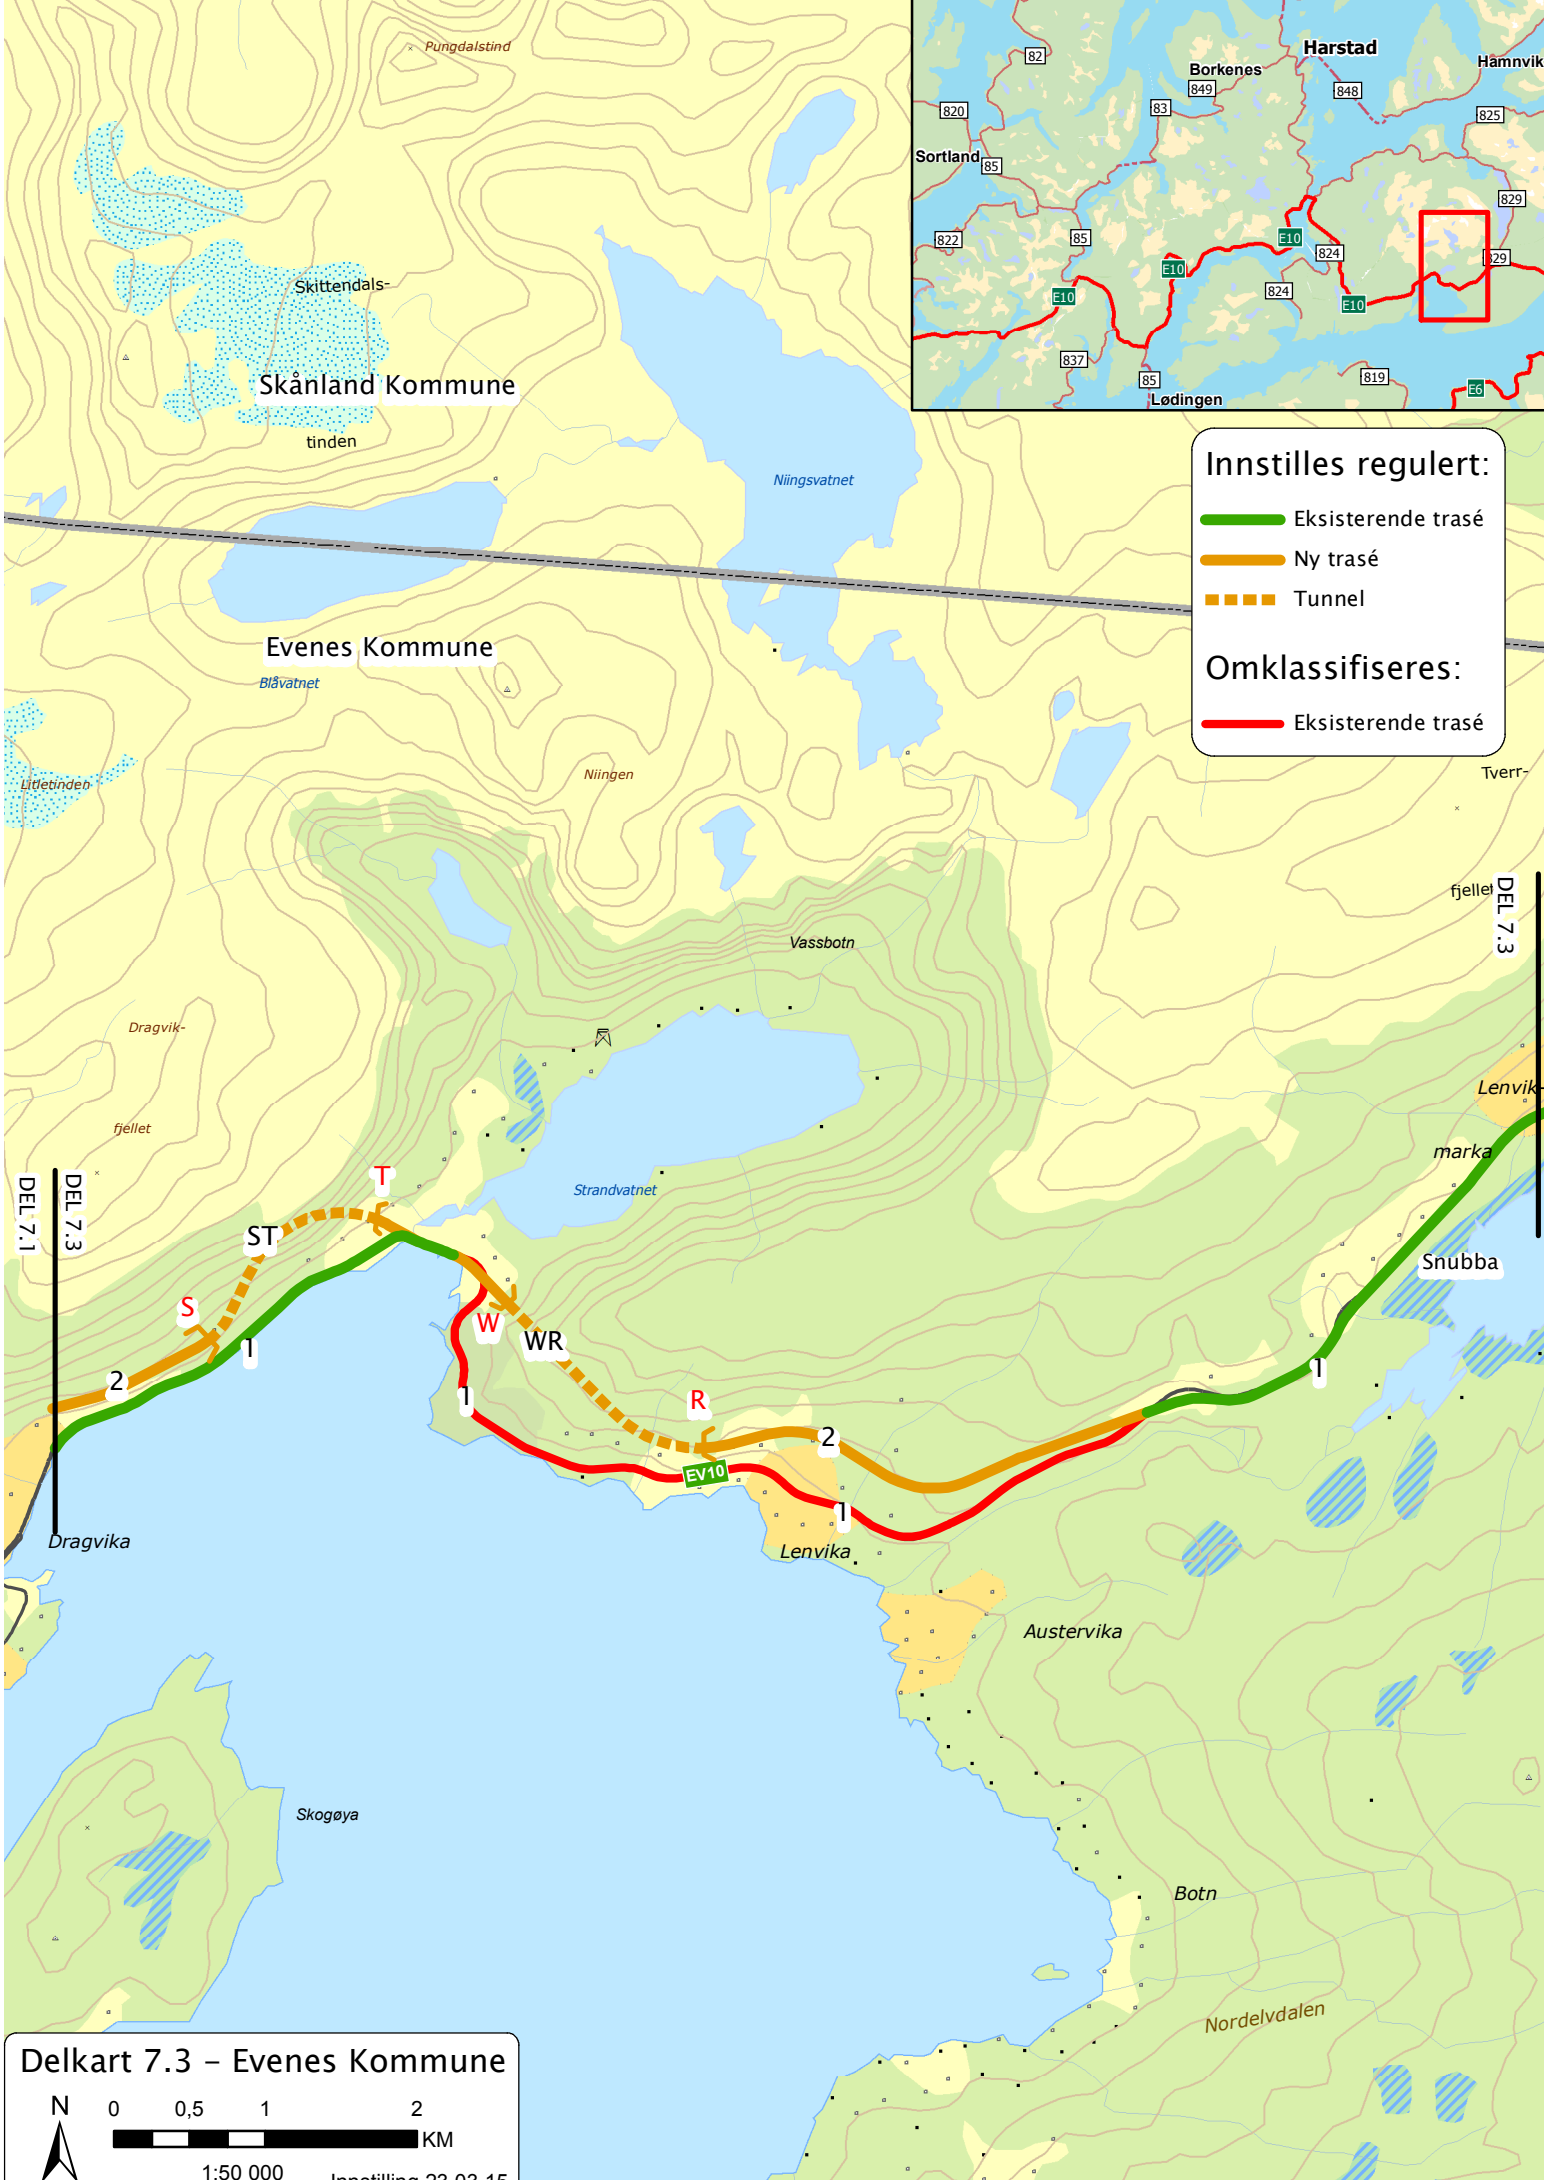 Pungdalstind
Harstad
Hamnvik
Borkenes
82
849
848
83
820
825
Sortland
85
829
822
85
E10
824
829
E10
E10
824
E10
837
85
819
E6
Lødingen
Skittendals-
Skånland Kommune
tinden
Niingsvatnet
Innstilles regulert:
Eksisterende trasé
Ny trasé
Tunnel
Omklassifiseres:
Eksisterende trasé
Evenes Kommune
Blåvatnet
Litletinden
Niingen
Tverr-
fjellet
DEL 7.3
Vassbotn
Dragvik-
fjellet
Lenvik-
marka
Strandvatnet
DEL 7.1
DEL 7.3
T
ST
S
1
2
W
WR
1
R
2
EV10
1
1
Snubba
Dragvika
Lenvika
Austervika
Skogøya
Botn
Nordelvdalen
Delkart 7.3 – Evenes Kommune
N
0 0,5 1 2
KM
1:50 000
Innstilling 23.03.15